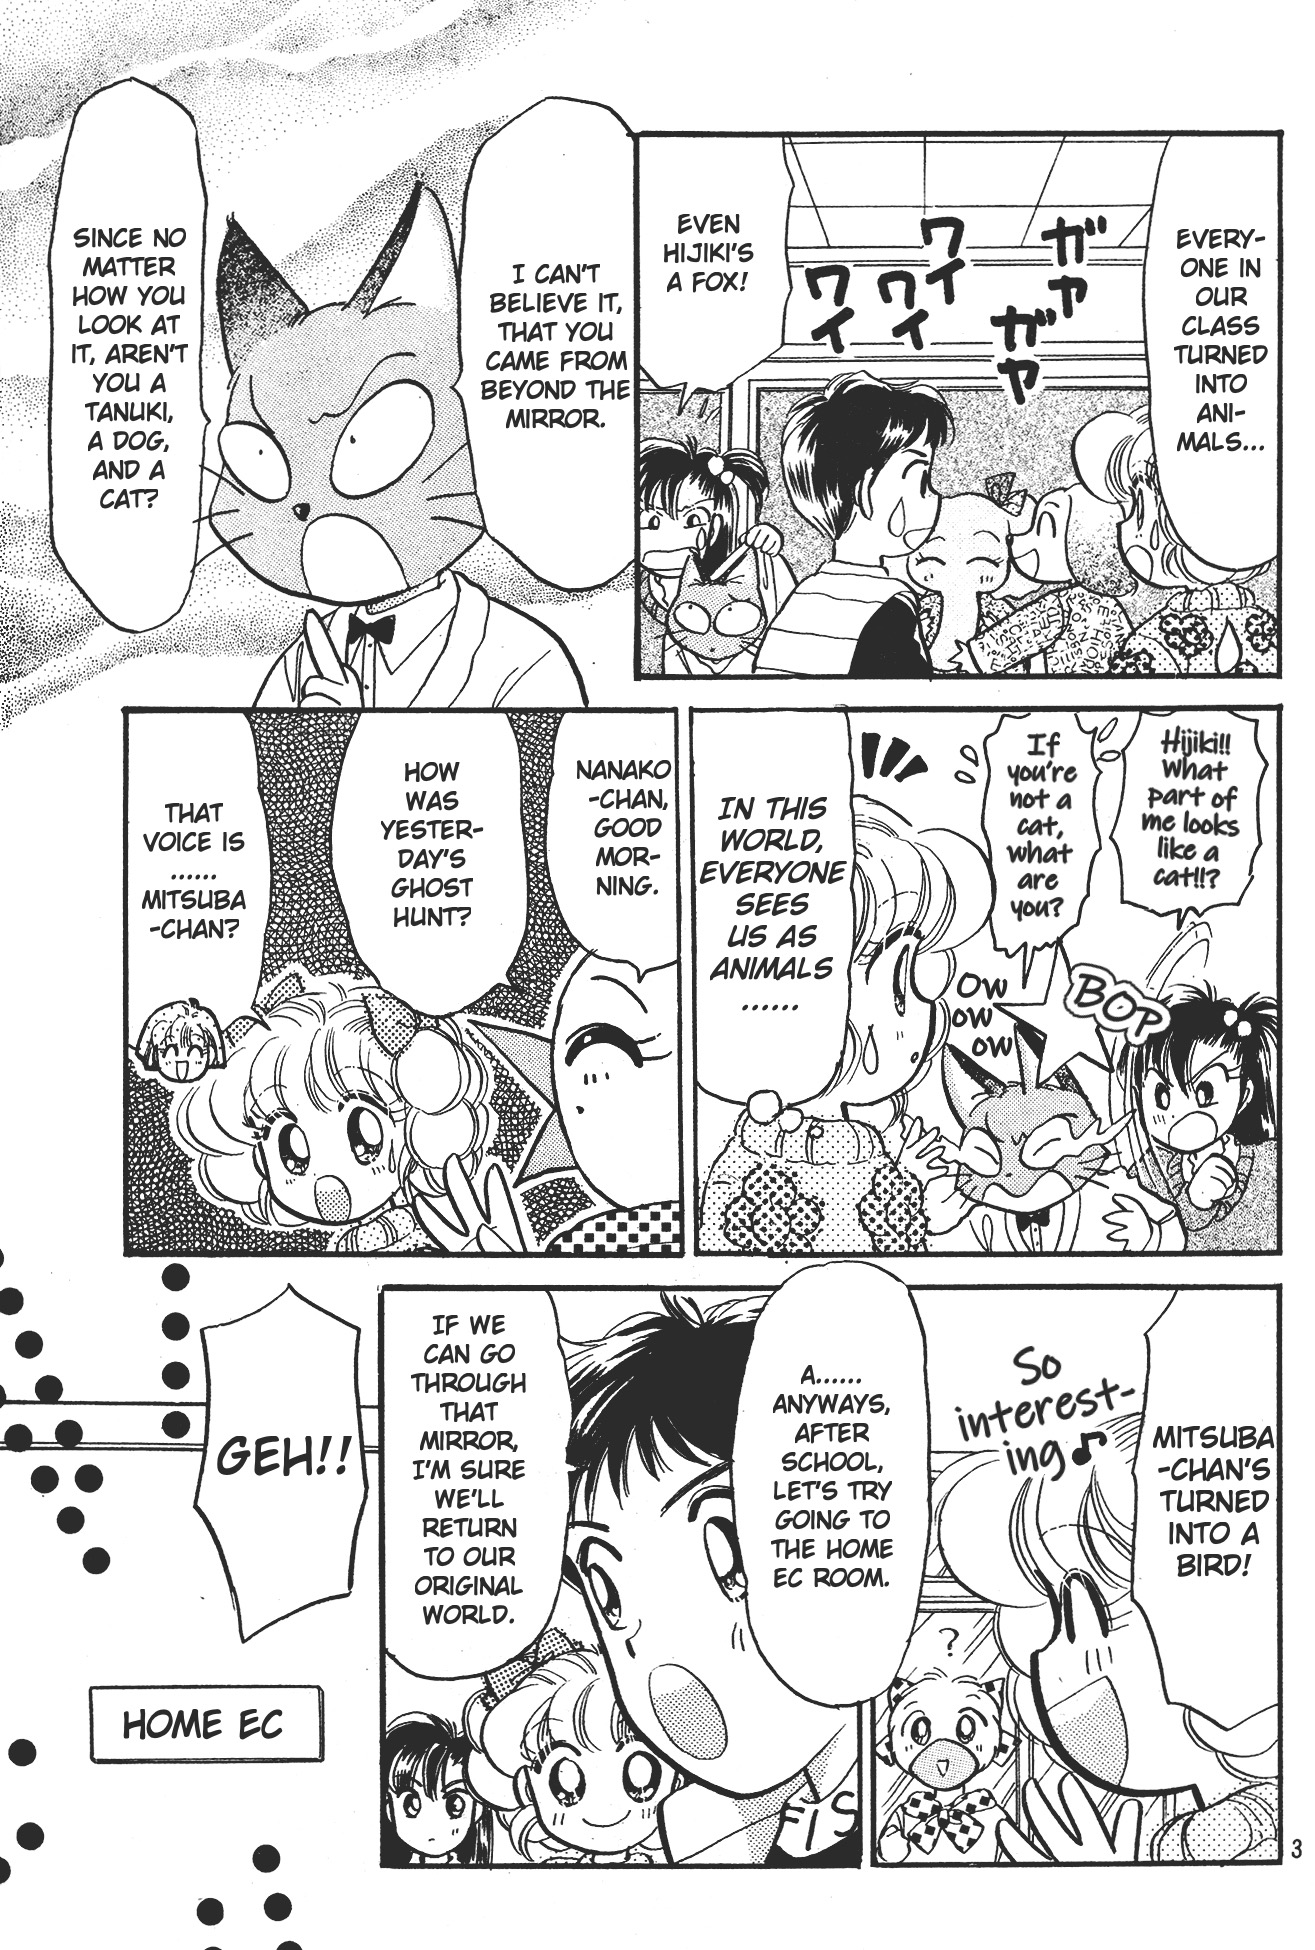 EVERY-
ONE IN
OUR
CLASS
TURNED
INTO
ANI-
MALS...
ガヤ
ガヤ
ワイ
ワイ
ワイ
EVEN
HIJIKI'S
A FOX!
I CAN'T
BELIEVE IT,
THAT YOU
CAME FROM
BEYOND THE
MIRROR.
SINCE NO
MATTER
HOW YOU
LOOK AT
IT, AREN'T
YOU A
TANUKI,
A DOG,
AND A
CAT?
Hijiki!!
What
part of
me looks
like a
cat!!?
If
you're
not a
cat,
what
are
you?
BOP
OW
OW
OW
IN THIS
WORLD,
EVERYONE
SEES
US AS
ANIMALS
......
NANAKO
-CHAN,
GOOD
MOR-
NING.
HOW
WAS
YESTER-
DAY'S
GHOST
HUNT?
THAT
VOICE IS
......
MITSUBA
-CHAN?
MITSUBA
-CHAN'S
TURNED
INTO A
BIRD!
So
interest-
ing♪
?
A......
ANYWAYS,
AFTER
SCHOOL,
LET'S TRY
GOING TO
THE HOME
EC ROOM.
IF WE
CAN GO
THROUGH
THAT
MIRROR,
I'M SURE
WE'LL
RETURN
TO OUR
ORIGINAL
WORLD.
GEH!!
HOME EC
3